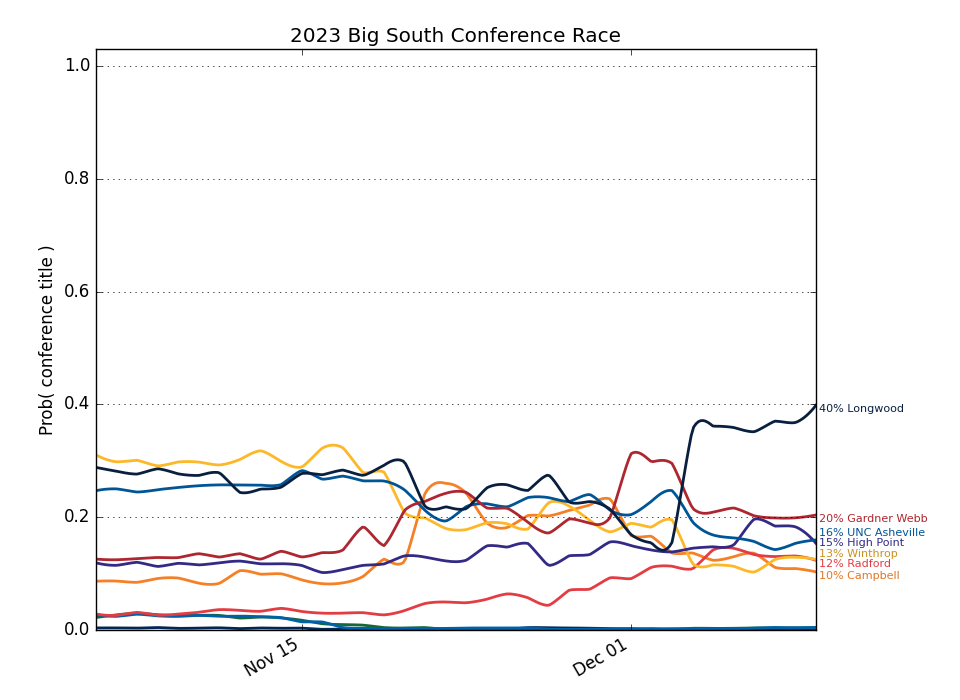 2023 Big South Conference Race
Prob( conference title )
1.0
0.8
0.6
0.4
0.2
0.0
Nov 15
Dec 01
40% Longwood
20% Gardner Webb
16% UNC Asheville
15% High Point
13% Winthrop
12% Radford
10% Campbell